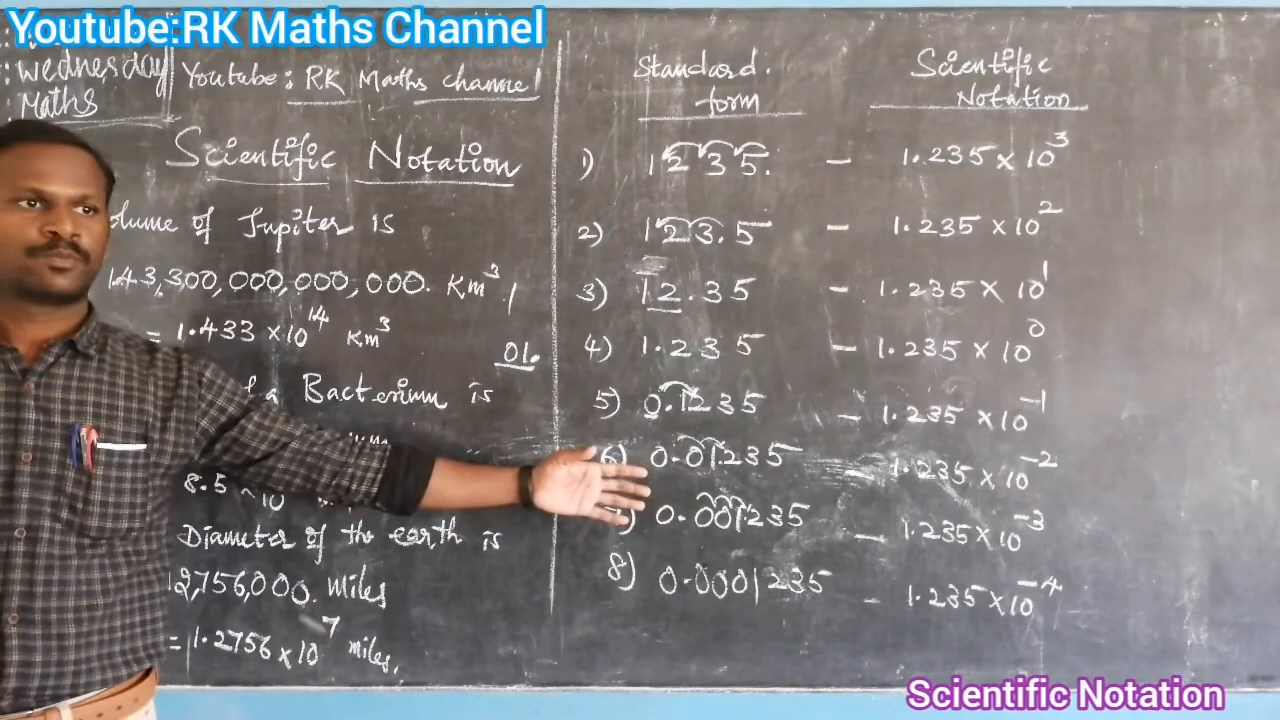 Youtube:RK Maths Channel
Wednesday
Maths
Youtube: RK Maths channel
Scientific Notation
olume of Jupiter is
1.43,300,000,000,000. Km³
= 1.433 × 10¹⁴ Km³
01.
Bacterium is
8.5
Diameter of the earth is
12,756,000. Miles
= 1.2756 × 10⁷ miles.
Standard form
Scientific Notation
1) 1235. - 1.235 × 10³
2) 123.5 - 1.235 × 10²
3) 12.35 - 1.235 × 10¹
4) 1.235 - 1.235 × 10⁰
5) 0.1235 - 1.235 × 10⁻¹
6) 0.01235 - 1.235 × 10⁻²
0.001235 - 1.235 × 10⁻³
8) 0.0001235 - 1.235 × 10⁻⁴
Scientific Notation